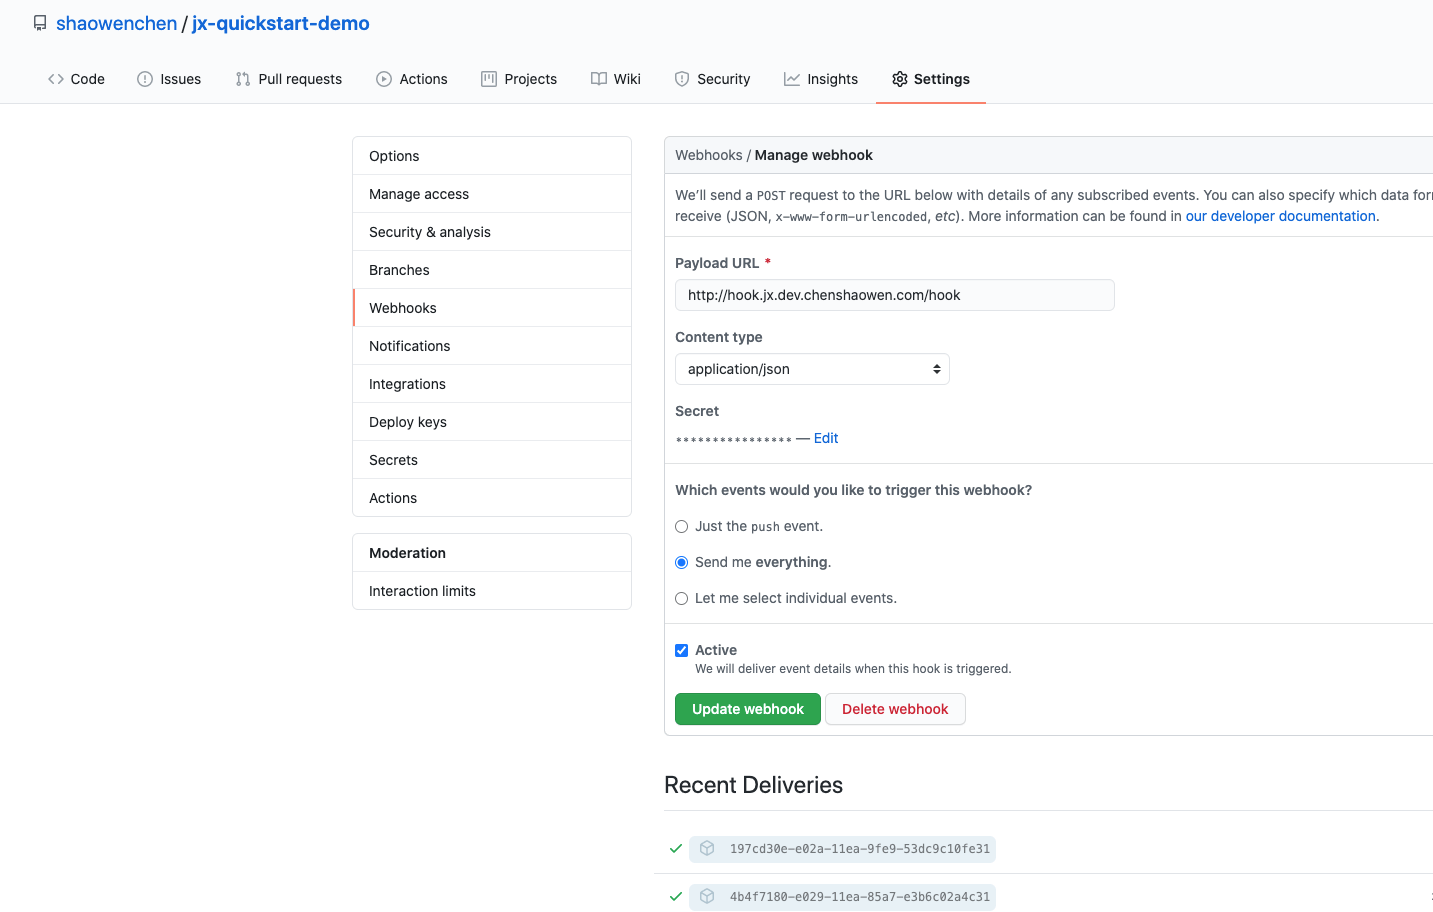 shaowenchen / jx-quickstart-demo
Code Issues Pull requests Actions Projects Wiki Security Insights Settings
Options
Manage access
Security & analysis
Branches
Webhooks
Notifications
Integrations
Deploy keys
Secrets
Actions
Moderation
Interaction limits
Webhooks / Manage webhook
We'll send a POST request to the URL below with details of any subscribed events. You can also specify which data
receive (JSON, x-www-form-urlencoded, etc). More information can be found in our developer documentation.
Payload URL *
http://hook.jx.dev.chenshaowen.com/hook
Content type
application/json
Secret
**************** — Edit
Which events would you like to trigger this webhook?
Just the push event.
Send me everything.
Let me select individual events.
Active
We will deliver event details when this hook is triggered.
Update webhook Delete webhook
Recent Deliveries
197cd30e-e02a-11ea-9fe9-53dc9c10fe31
4b4f7180-e029-11ea-85a7-e3b6c02a4c31